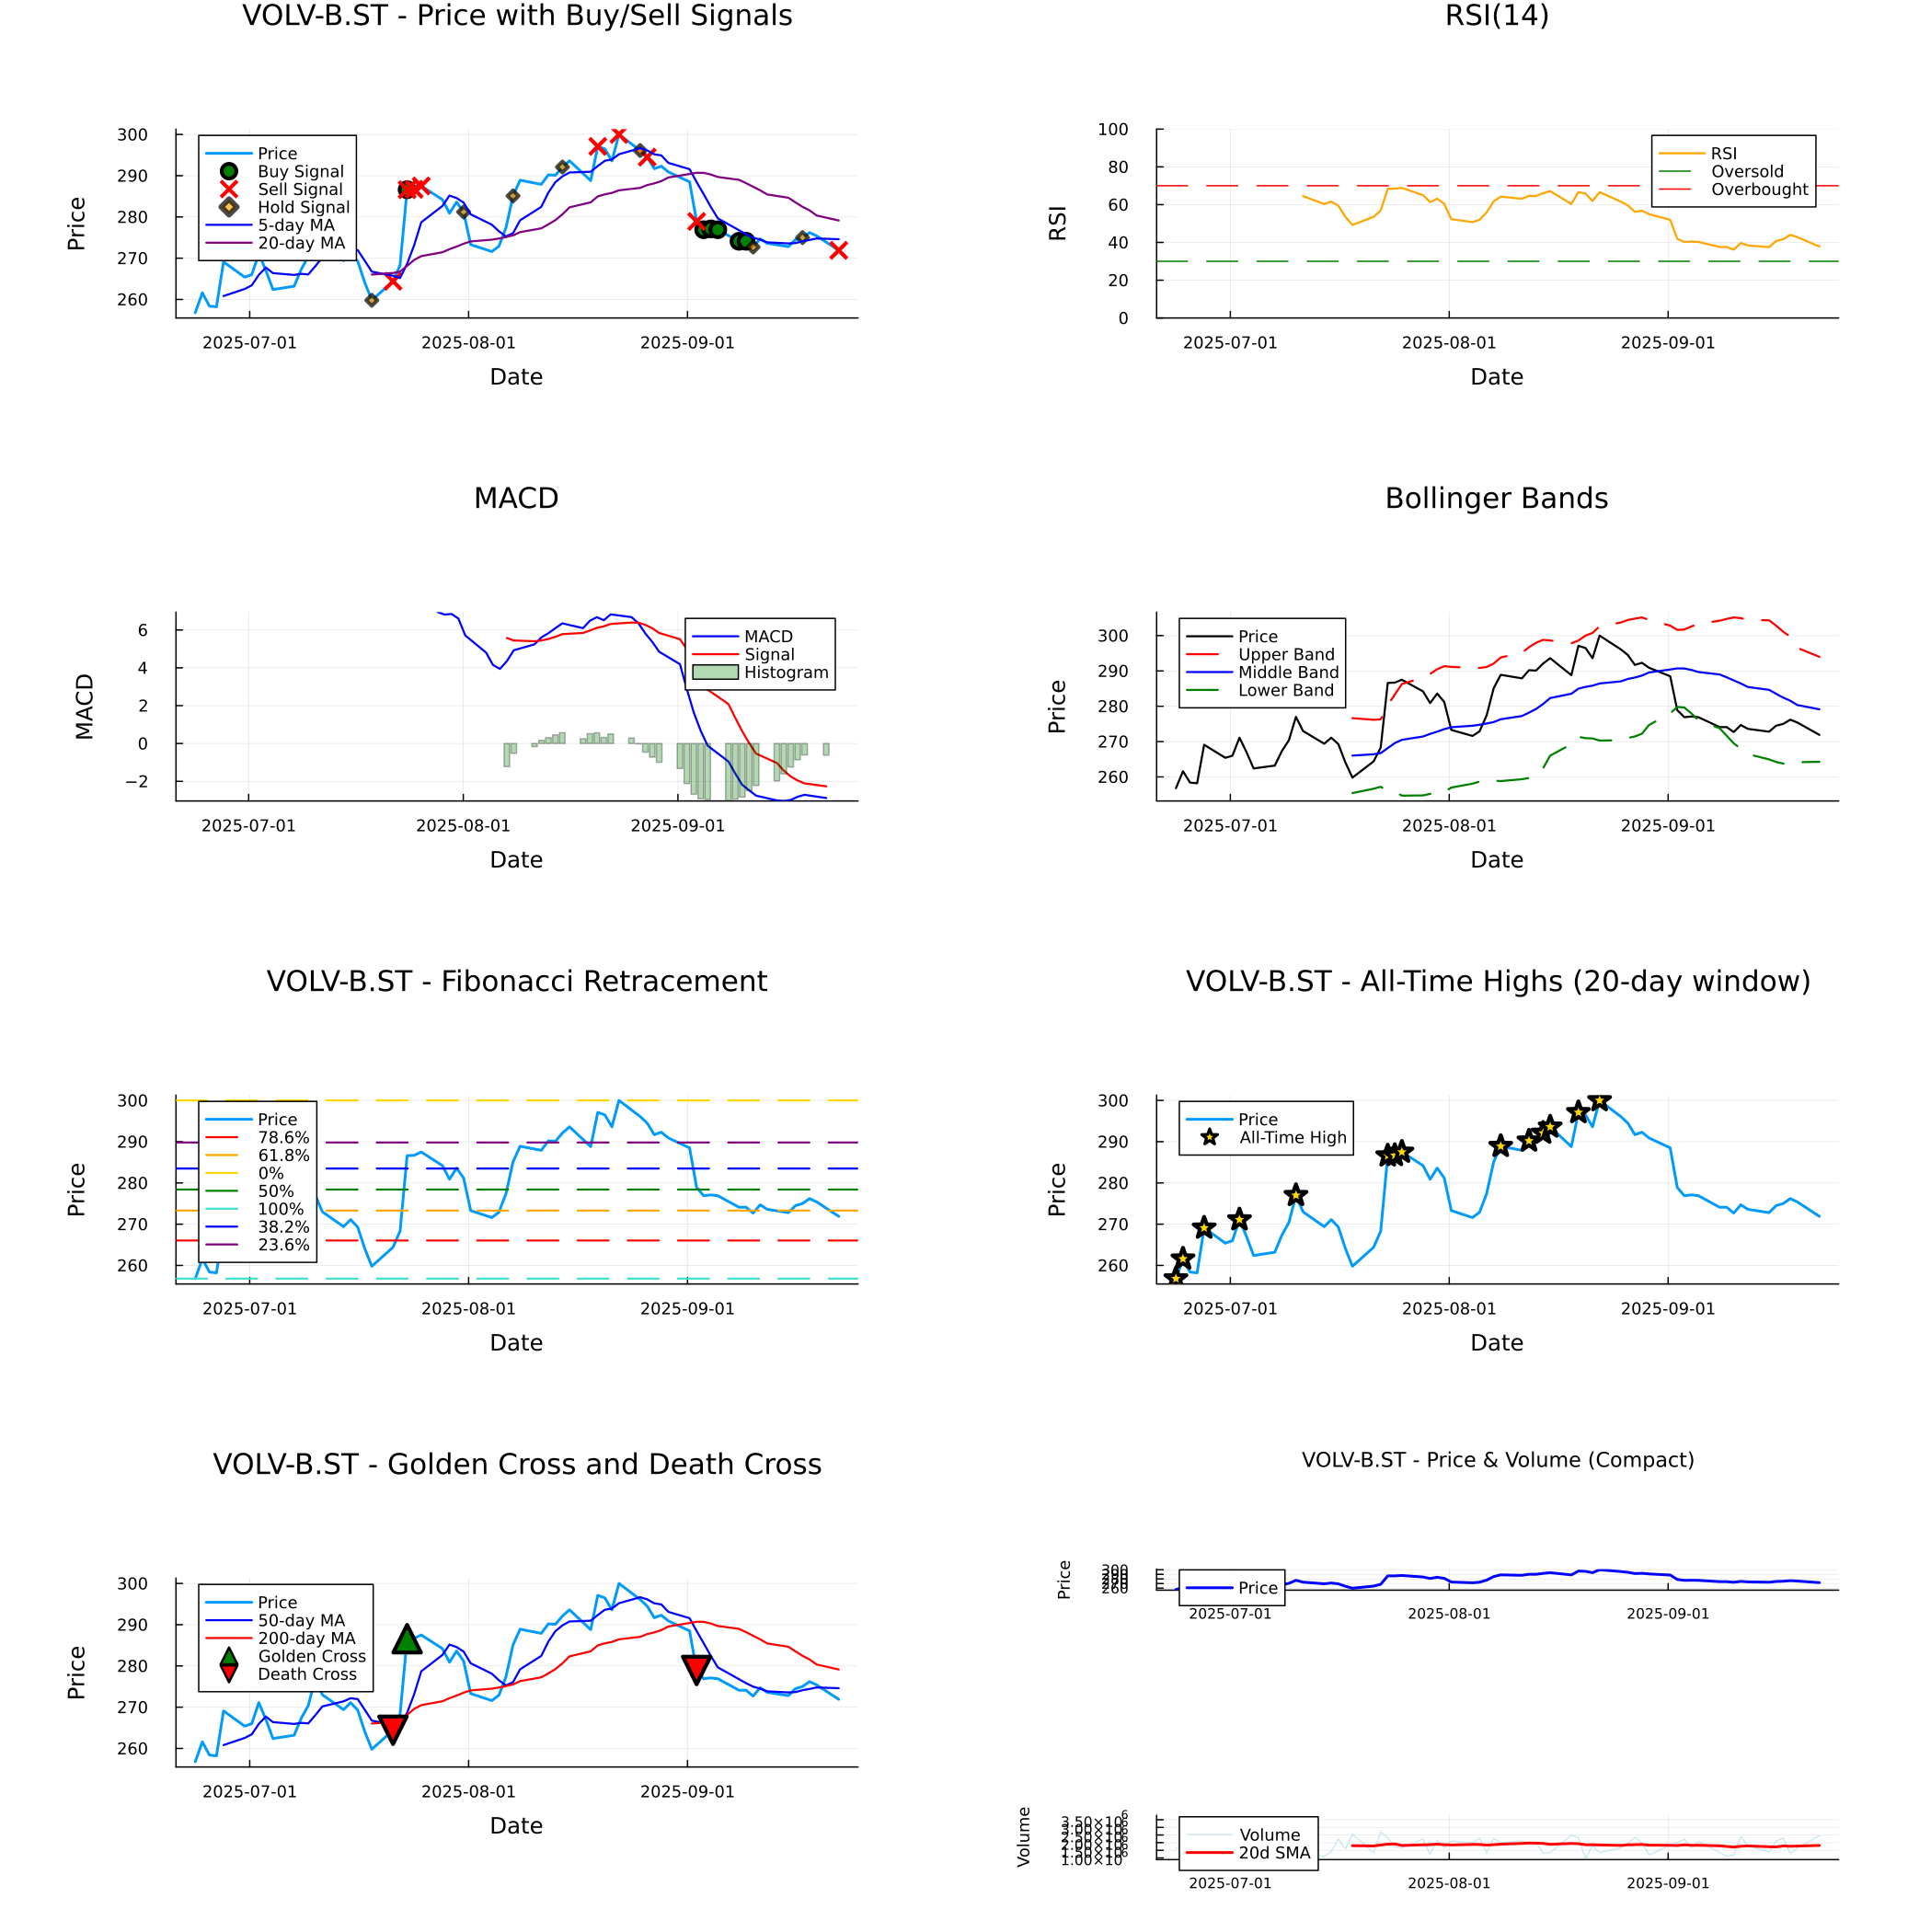 VOLV-B.ST - Price with Buy/Sell Signals
300
290
280
270
260
Price
Price
Buy Signal
Sell Signal
Hold Signal
5-day MA
20-day MA
2025-07-01
2025-08-01
2025-09-01
Date
RSI(14)
100
80
60
40
20
0
RSI
RSI
Oversold
Overbought
2025-07-01
2025-08-01
2025-09-01
Date
MACD
6
4
2
0
−2
MACD
MACD
Signal
Histogram
2025-07-01
2025-08-01
2025-09-01
Date
Bollinger Bands
300
290
280
270
260
Price
Price
Upper Band
Middle Band
Lower Band
2025-07-01
2025-08-01
2025-09-01
Date
VOLV-B.ST - Fibonacci Retracement
300
290
280
270
260
Price
Price
78.6%
61.8%
0%
50%
100%
38.2%
23.6%
2025-07-01
2025-08-01
2025-09-01
Date
VOLV-B.ST - All-Time Highs (20-day window)
300
290
280
270
260
Price
Price
All-Time High
2025-07-01
2025-08-01
2025-09-01
Date
VOLV-B.ST - Golden Cross and Death Cross
300
290
280
270
260
Price
Price
50-day MA
200-day MA
Golden Cross
Death Cross
2025-07-01
2025-08-01
2025-09-01
Date
VOLV-B.ST - Price & Volume (Compact)
Price
300
260
Price
2025-07-01
2025-08-01
2025-09-01
Volume
Volume
20d SMA
2025-07-01
2025-08-01
2025-09-01